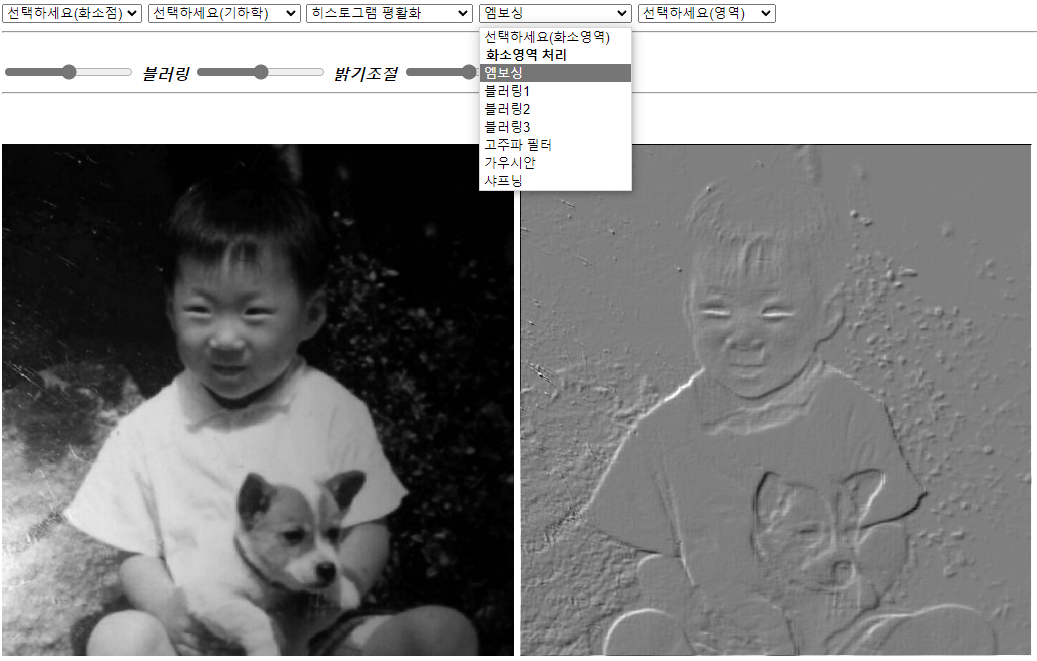 선택하세요(화소점) 선택하세요(기하학) 히스토그램 평활화 엠보싱 선택하세요(영역)
선택하세요(화소영역)
화소영역 처리
엠보싱
블러링 밝기조절
블러링1
블러링2
블러링3
고주파 필터
가우시안
샤프닝